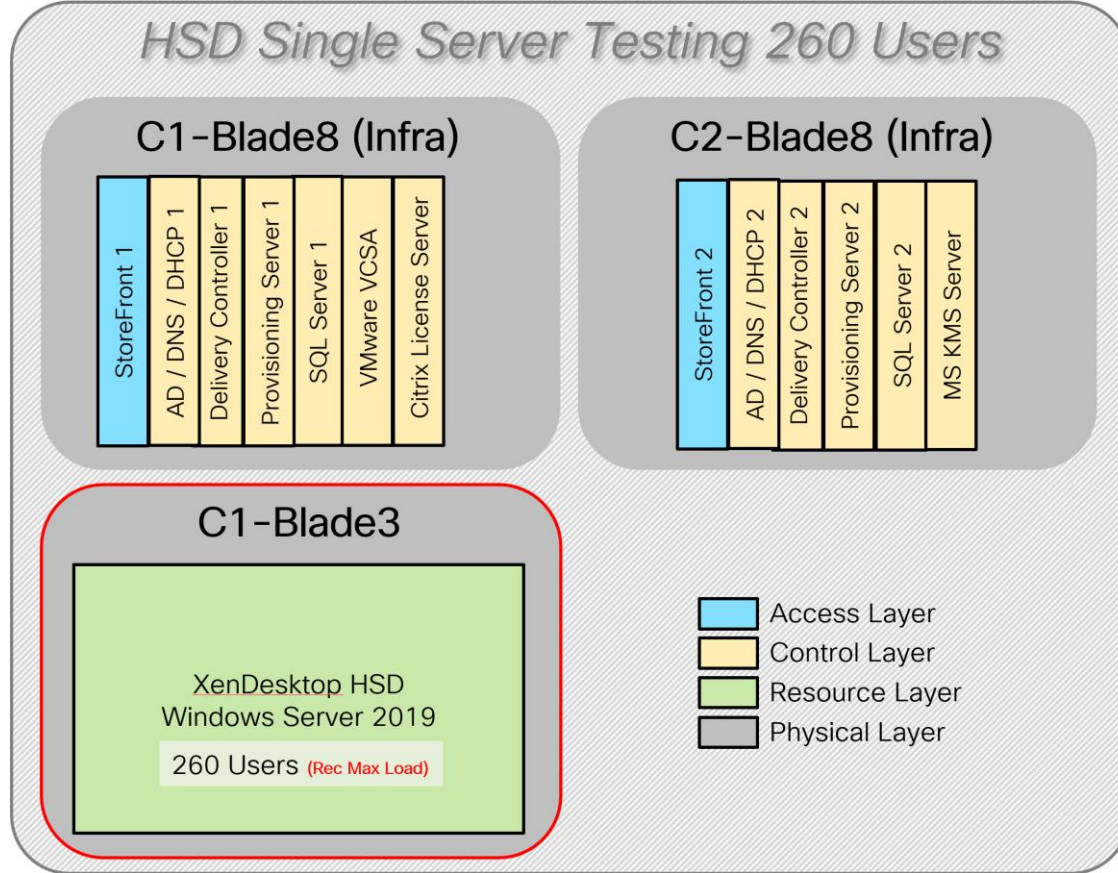 HSD Single Server Testing 260 Users
C1-Blade8 (Infra)
StoreFront 1
AD / DNS / DHCP 1
Delivery Controller 1
Provisioning Server 1
SQL Server 1
VMware VCSA
Citrix License Server
C2-Blade8 (Infra)
StoreFront 2
AD / DNS / DHCP 2
Delivery Controller 2
Provisioning Server 2
SQL Server 2
MS KMS Server
C1-Blade3
XenDesktop HSD
Windows Server 2019
260 Users (Rec Max Load)
Access Layer
Control Layer
Resource Layer
Physical Layer